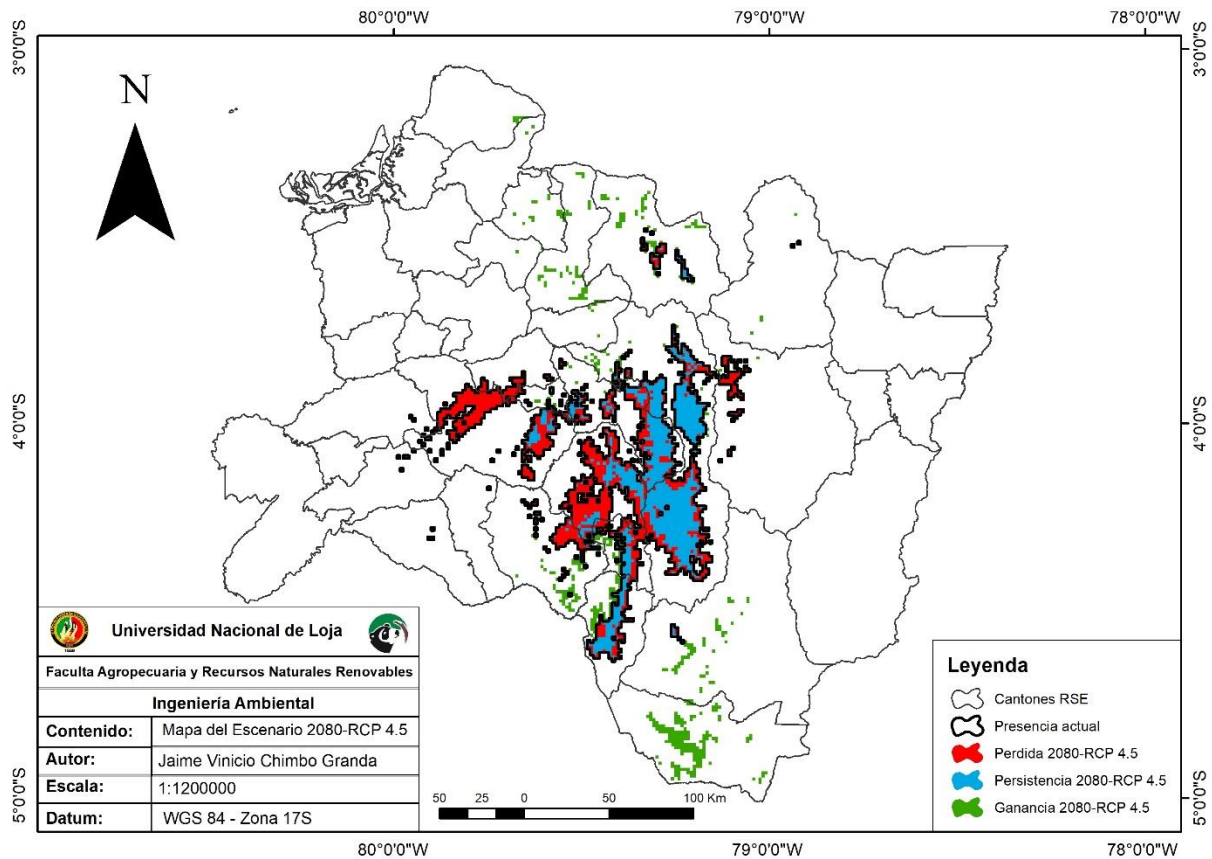 80°0'0"W 79°0'0"W 78°0'0"W
3°0'0"S 3°0'0"S
N
4°0'0"S 4°0'0"S
Universidad Nacional de Loja
Faculta Agropecuaria y Recursos Naturales Renovables
Ingeniería Ambiental
Contenido: Mapa del Escenario 2080-RCP 4.5
Autor: Jaime Vinicio Chimbo Granda
Escala: 1:1200000
Datum: WGS 84 - Zona 17S
50 25 0 50 100 Km
Leyenda
Cantones RSE
Presencia actual
Perdida 2080-RCP 4.5
Persistencia 2080-RCP 4.5
Ganancia 2080-RCP 4.5
5°0'0"S 5°0'0"S
80°0'0"W 79°0'0"W 78°0'0"W